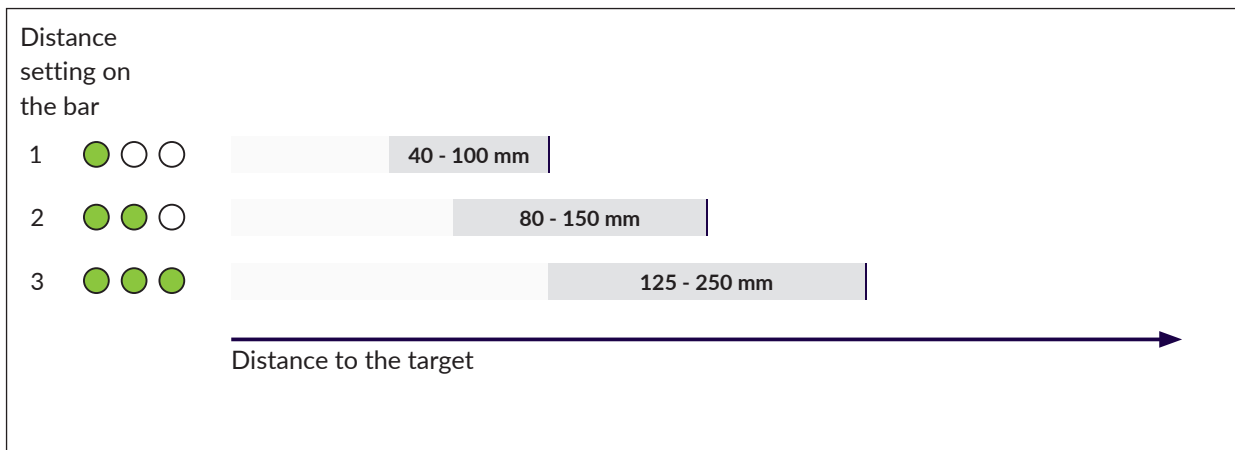 Distance
setting on
the bar
1
40 - 100 mm
2
80 - 150 mm
3
125 - 250 mm
Distance to the target